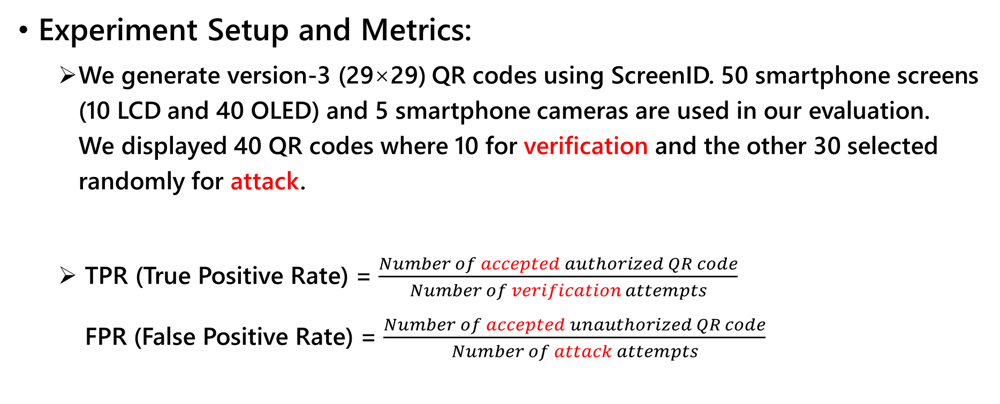 • Experiment Setup and Metrics:
➢We generate version-3 (29×29) QR codes using ScreenID. 50 smartphone screens
(10 LCD and 40 OLED) and 5 smartphone cameras are used in our evaluation.
We displayed 40 QR codes where 10 for verification and the other 30 selected
randomly for attack.
➢ TPR (True Positive Rate) = Number of accepted authorized QR code
Number of verification attempts
FPR (False Positive Rate) = Number of accepted unauthorized QR code
Number of attack attempts